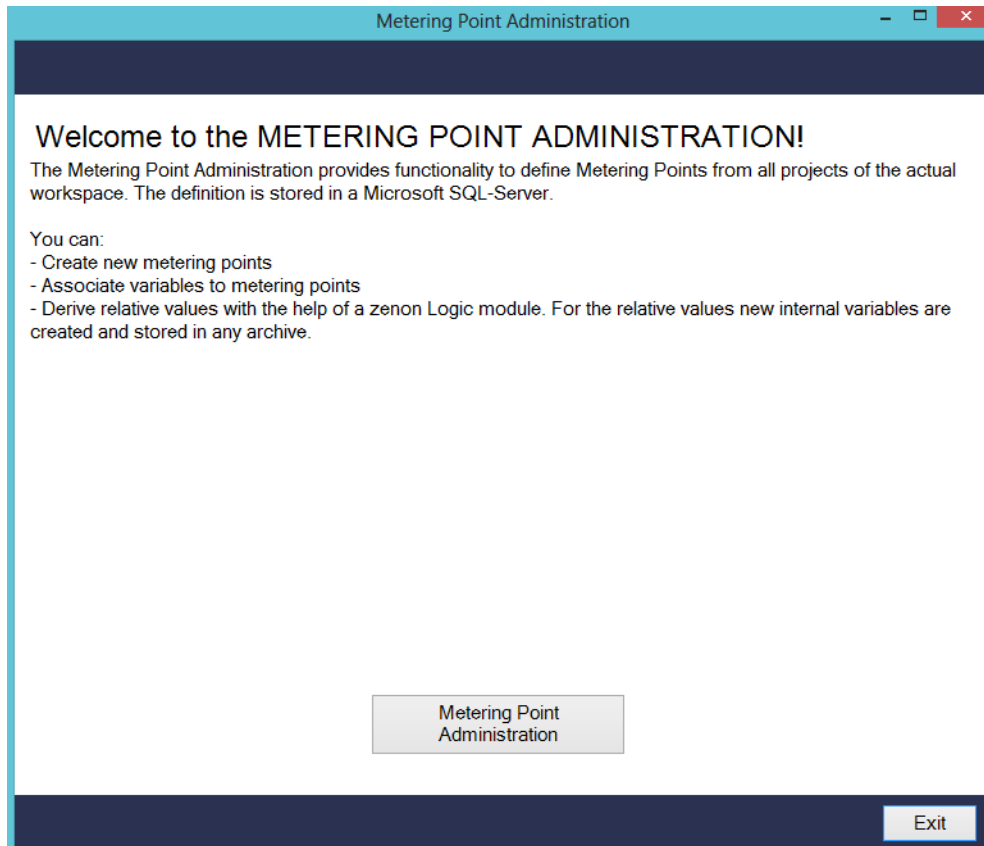 Metering Point Administration
Welcome to the METERING POINT ADMINISTRATION!
The Metering Point Administration provides functionality to define Metering Points from all projects of the actual
workspace. The definition is stored in a Microsoft SQL-Server.
You can:
- Create new metering points
- Associate variables to metering points
- Derive relative values with the help of a zenon Logic module. For the relative values new internal variables are
created and stored in any archive.
Metering Point
Administration
Exit